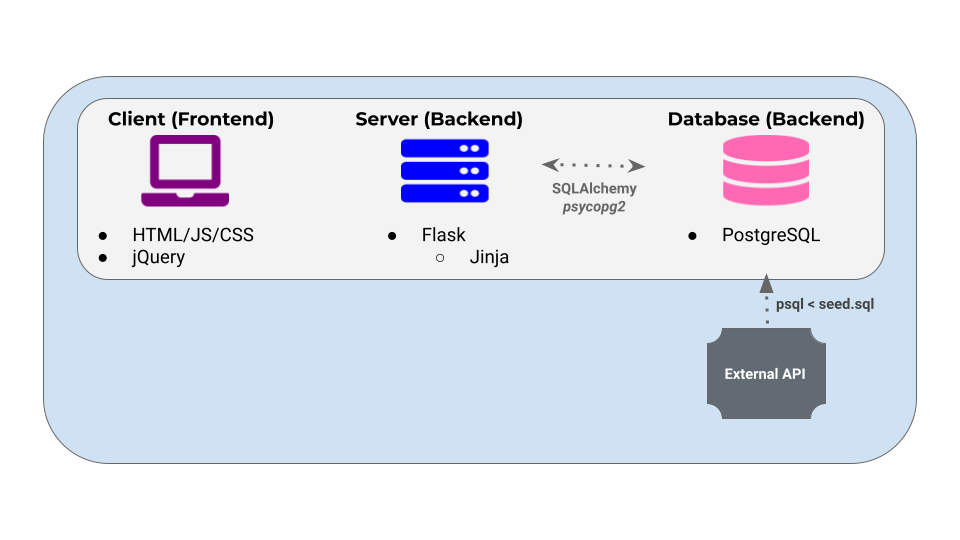 Client (Frontend)
Server (Backend)
Database (Backend)
SQLAlchemy
psycopg2
● HTML/JS/CSS
● jQuery
● Flask
○ Jinja
● PostgreSQL
psql < seed.sql
External API